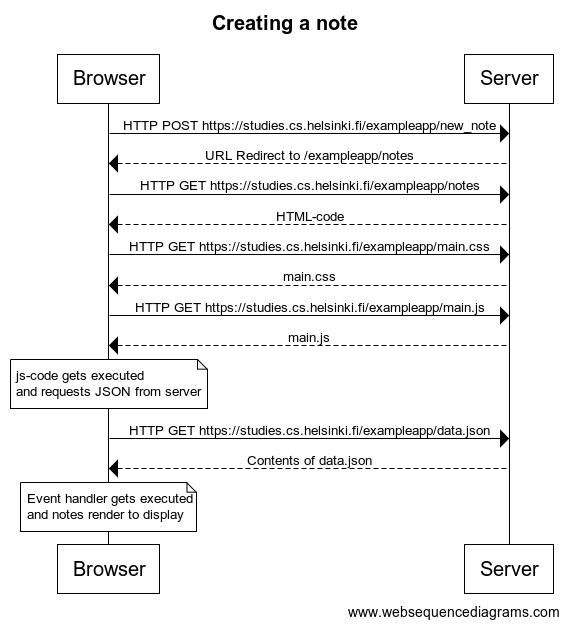 Creating a note
Browser
Server
HTTP POST https://studies.cs.helsinki.fi/exampleapp/new_note
URL Redirect to /exampleapp/notes
HTTP GET https://studies.cs.helsinki.fi/exampleapp/notes
HTML-code
HTTP GET https://studies.cs.helsinki.fi/exampleapp/main.css
main.css
HTTP GET https://studies.cs.helsinki.fi/exampleapp/main.js
main.js
js-code gets executed
and requests JSON from server
HTTP GET https://studies.cs.helsinki.fi/exampleapp/data.json
Contents of data.json
Event handler gets executed
and notes render to display
Browser
Server
www.websequencediagrams.com